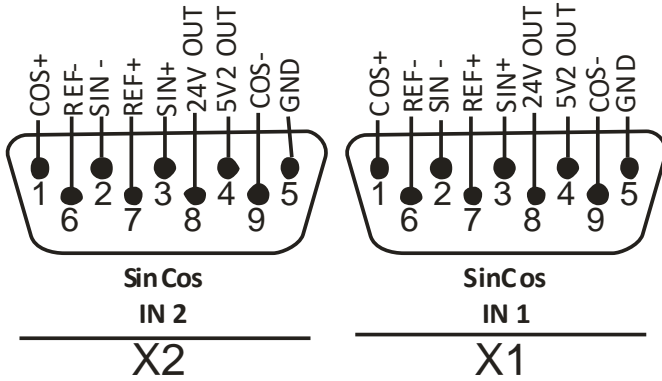 COS+ REF- SIN - REF+ SIN+ 24V OUT 5V2 OUT COS- GND
1 2 3 4 5
6 7 8 9
SinCos
IN 2
X2
COS+ REF- SIN - REF+ SIN+ 24V OUT 5V2 OUT COS- GND
1 2 3 4 5
6 7 8 9
SinCos
IN 1
X1